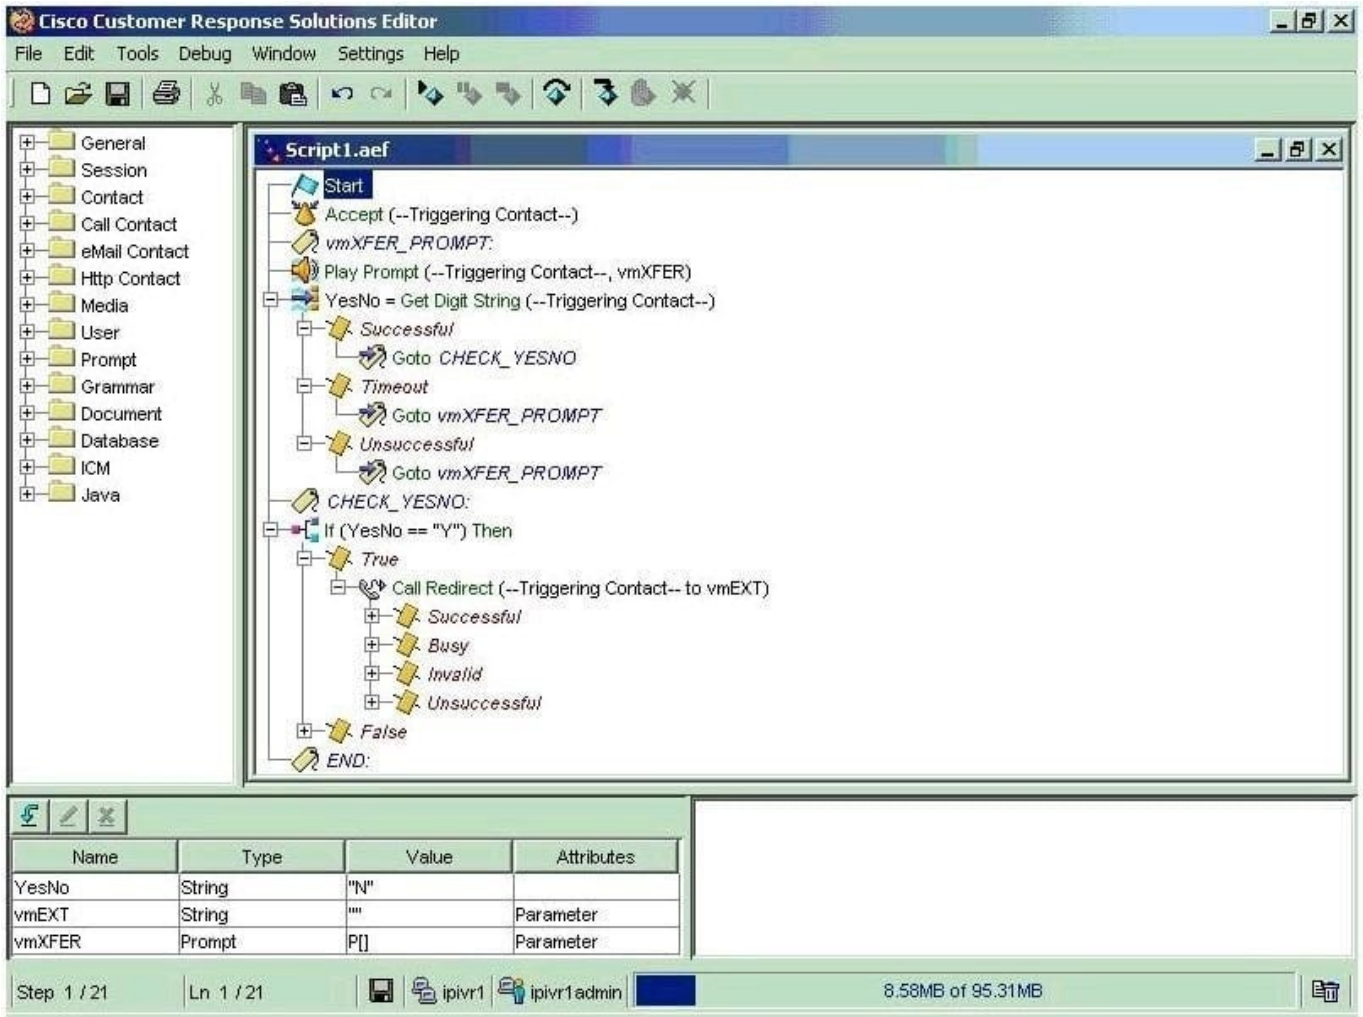 Cisco Customer Response Solutions Editor
File Edit Tools Debug Window Settings Help
General
Session
Contact
Call Contact
eMail Contact
Http Contact
Media
User
Prompt
Grammar
Document
Database
ICM
Java
Script1.aef
Start
Accept (--Triggering Contact--)
vmXFER_PROMPT:
Play Prompt (--Triggering Contact--, vmXFER)
YesNo = Get Digit String (--Triggering Contact--)
Successful
Goto CHECK_YESNO
Timeout
Goto vmXFER_PROMPT
Unsuccessful
Goto vmXFER_PROMPT
CHECK_YESNO:
If (YesNo == "Y") Then
True
Call Redirect (--Triggering Contact-- to vmEXT)
Successful
Busy
Invalid
Unsuccessful
False
END:
Name Type Value Attributes
YesNo String "N"
vmEXT String "" Parameter
vmXFER Prompt P[] Parameter
Step 1 / 21 Ln 1 / 21 ipivr1 ipivr1admin 8.58MB of 95.31MB